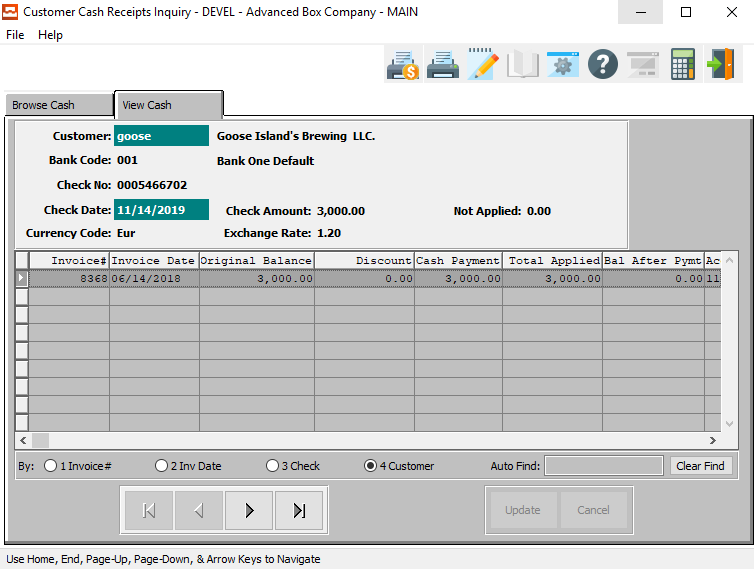 Customer Cash Receipts Inquiry - DEVEL - Advanced Box Company - MAIN
File Help
Browse Cash View Cash
Customer: goose Goose Island's Brewing LLC.
Bank Code: 001 Bank One Default
Check No: 0005466702
Check Date: 11/14/2019 Check Amount: 3,000.00 Not Applied: 0.00
Currency Code: Eur Exchange Rate: 1.20
Invoice# Invoice Date Original Balance Discount Cash Payment Total Applied Bal After Pymt Ac
8368 06/14/2018 3,000.00 0.00 3,000.00 3,000.00 0.00 11
By: 1 Invoice# 2 Inv Date 3 Check 4 Customer Auto Find: Clear Find
Update Cancel
Use Home, End, Page-Up, Page-Down, & Arrow Keys to Navigate